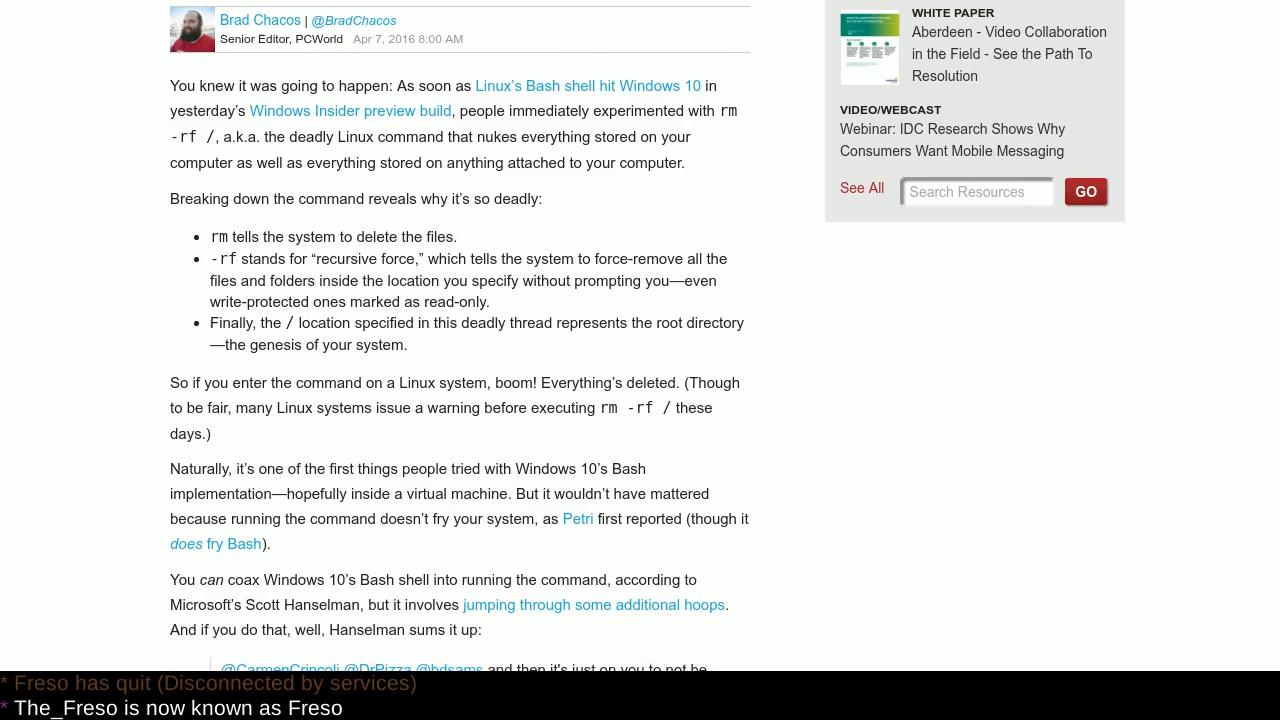 Brad Chacos | @BradChacos
Senior Editor, PCWorld Apr 7, 2016 8:00 AM
You knew it was going to happen: As soon as Linux’s Bash shell hit Windows 10 in
yesterday’s Windows Insider preview build, people immediately experimented with rm
-rf /, a.k.a. the deadly Linux command that nukes everything stored on your
computer as well as everything stored on anything attached to your computer.
Breaking down the command reveals why it’s so deadly:
• rm tells the system to delete the files.
• -rf stands for “recursive force,” which tells the system to force-remove all the
files and folders inside the location you specify without prompting you—even
write-protected ones marked as read-only.
• Finally, the / location specified in this deadly thread represents the root directory
—the genesis of your system.
So if you enter the command on a Linux system, boom! Everything’s deleted. (Though
to be fair, many Linux systems issue a warning before executing rm -rf / these
days.)
Naturally, it’s one of the first things people tried with Windows 10’s Bash
implementation—hopefully inside a virtual machine. But it wouldn’t have mattered
because running the command doesn’t fry your system, as Petri first reported (though it
does fry Bash).
You can coax Windows 10’s Bash shell into running the command, according to
Microsoft’s Scott Hanselman, but it involves jumping through some additional hoops.
And if you do that, well, Hanselman sums it up:
@CarmenCrincoli @DrPizza @bdsams and then it's just on you to not be
WHITE PAPER
Aberdeen - Video Collaboration
in the Field - See the Path To
Resolution
VIDEO/WEBCAST
Webinar: IDC Research Shows Why
Consumers Want Mobile Messaging
See All Search Resources GO
* Freso has quit (Disconnected by services)
* The_Freso is now known as Freso